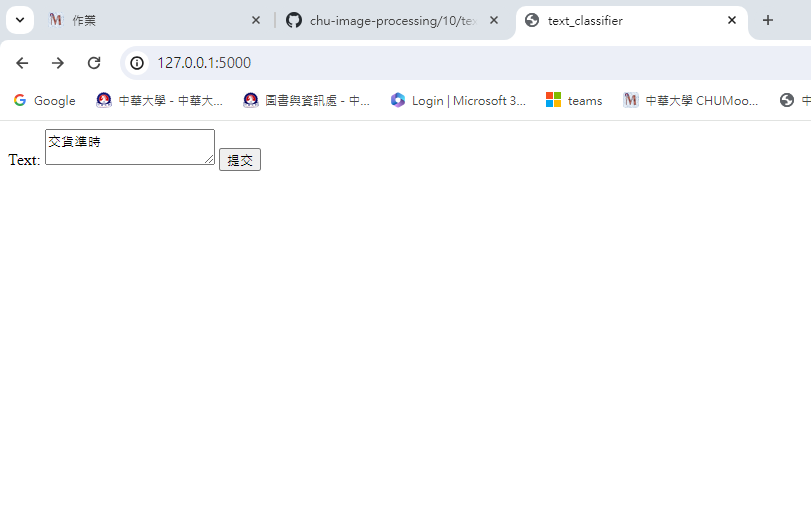 作業
chu-image-processing/10/tex
text_classifier
127.0.0.1:5000
Google
中華大學 - 中華大...
圖書與資訊處 - 中...
Login | Microsoft 3...
teams
中華大學 CHUMoo...
中
Text:
交貨準時
提交